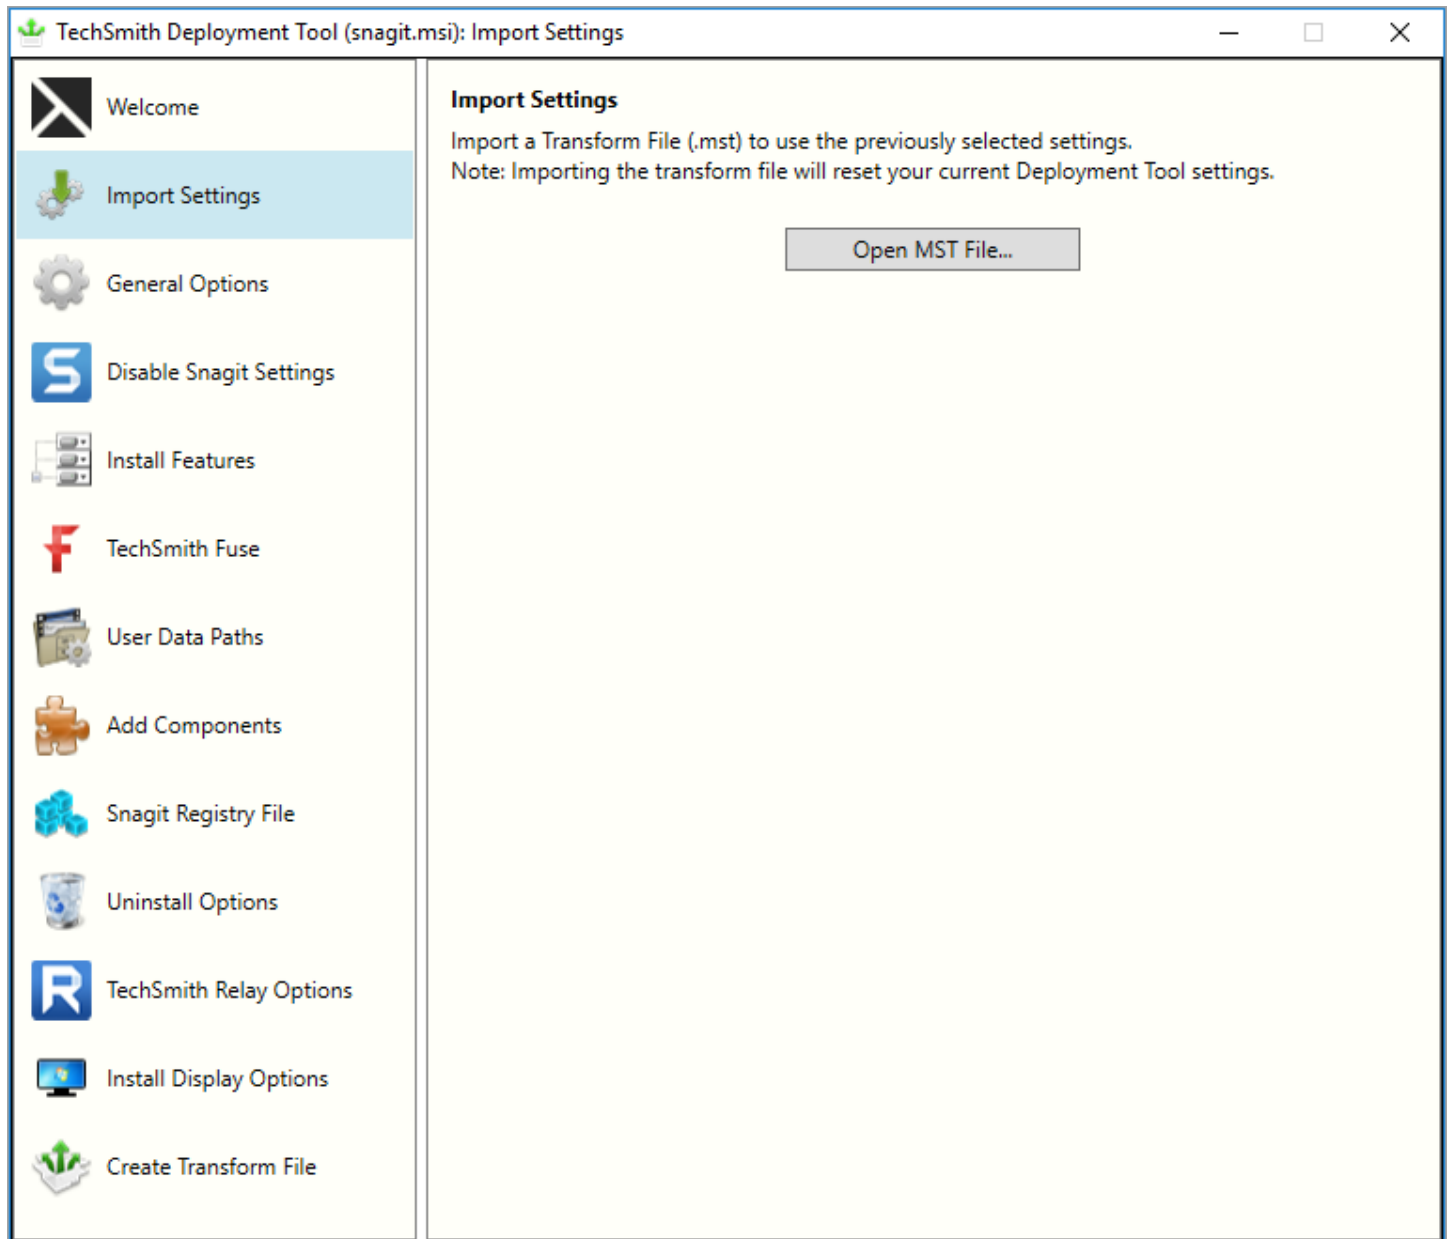 TechSmith Deployment Tool (snagit.msi): Import Settings
Welcome
Import Settings
General Options
Disable Snagit Settings
Install Features
TechSmith Fuse
User Data Paths
Add Components
Snagit Registry File
Uninstall Options
TechSmith Relay Options
Install Display Options
Create Transform File
Import Settings
Import a Transform File (.mst) to use the previously selected settings.
Note: Importing the transform file will reset your current Deployment Tool settings.
Open MST File...